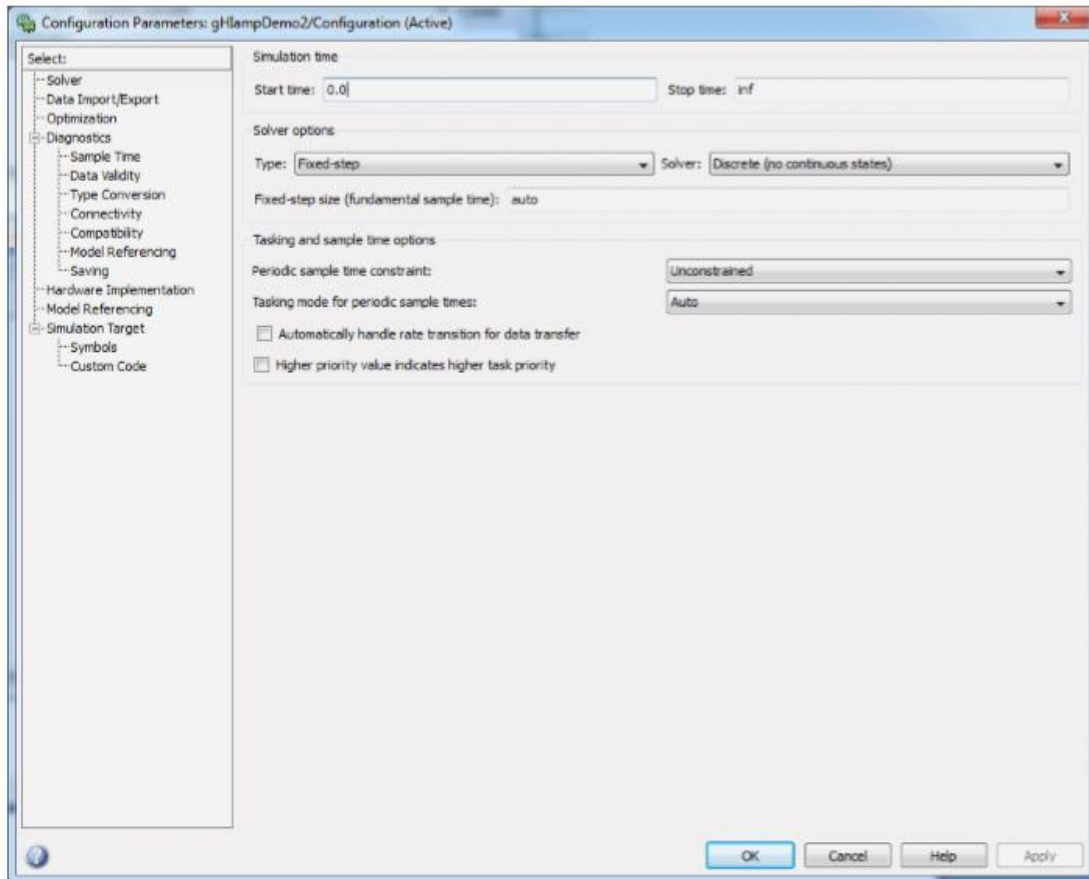 Configuration Parameters: gHIampDemo2/Configuration (Active)
Select:
Solver
Data Import/Export
Optimization
Diagnostics
Sample Time
Data Validity
Type Conversion
Connectivity
Compatibility
Model Referencing
Saving
Hardware Implementation
Model Referencing
Simulation Target
Symbols
Custom Code
Simulation time
Start time: 0.0 Stop time: inf
Solver options
Type: Fixed-step Solver: Discrete (no continuous states)
Fixed-step size (fundamental sample time): auto
Tasking and sample time options
Periodic sample time constraint: Unconstrained
Tasking mode for periodic sample times: Auto
Automatically handle rate transition for data transfer
Higher priority value indicates higher task priority
OK Cancel Help Apply